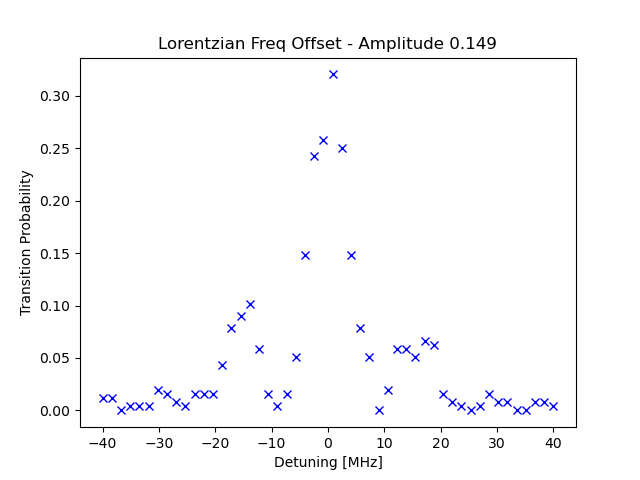 Lorentzian Freq Offset - Amplitude 0.149
Transition Probability
0.30
0.25
0.20
0.15
0.10
0.05
0.00
−40 −30 −20 −10 0 10 20 30 40
Detuning [MHz]